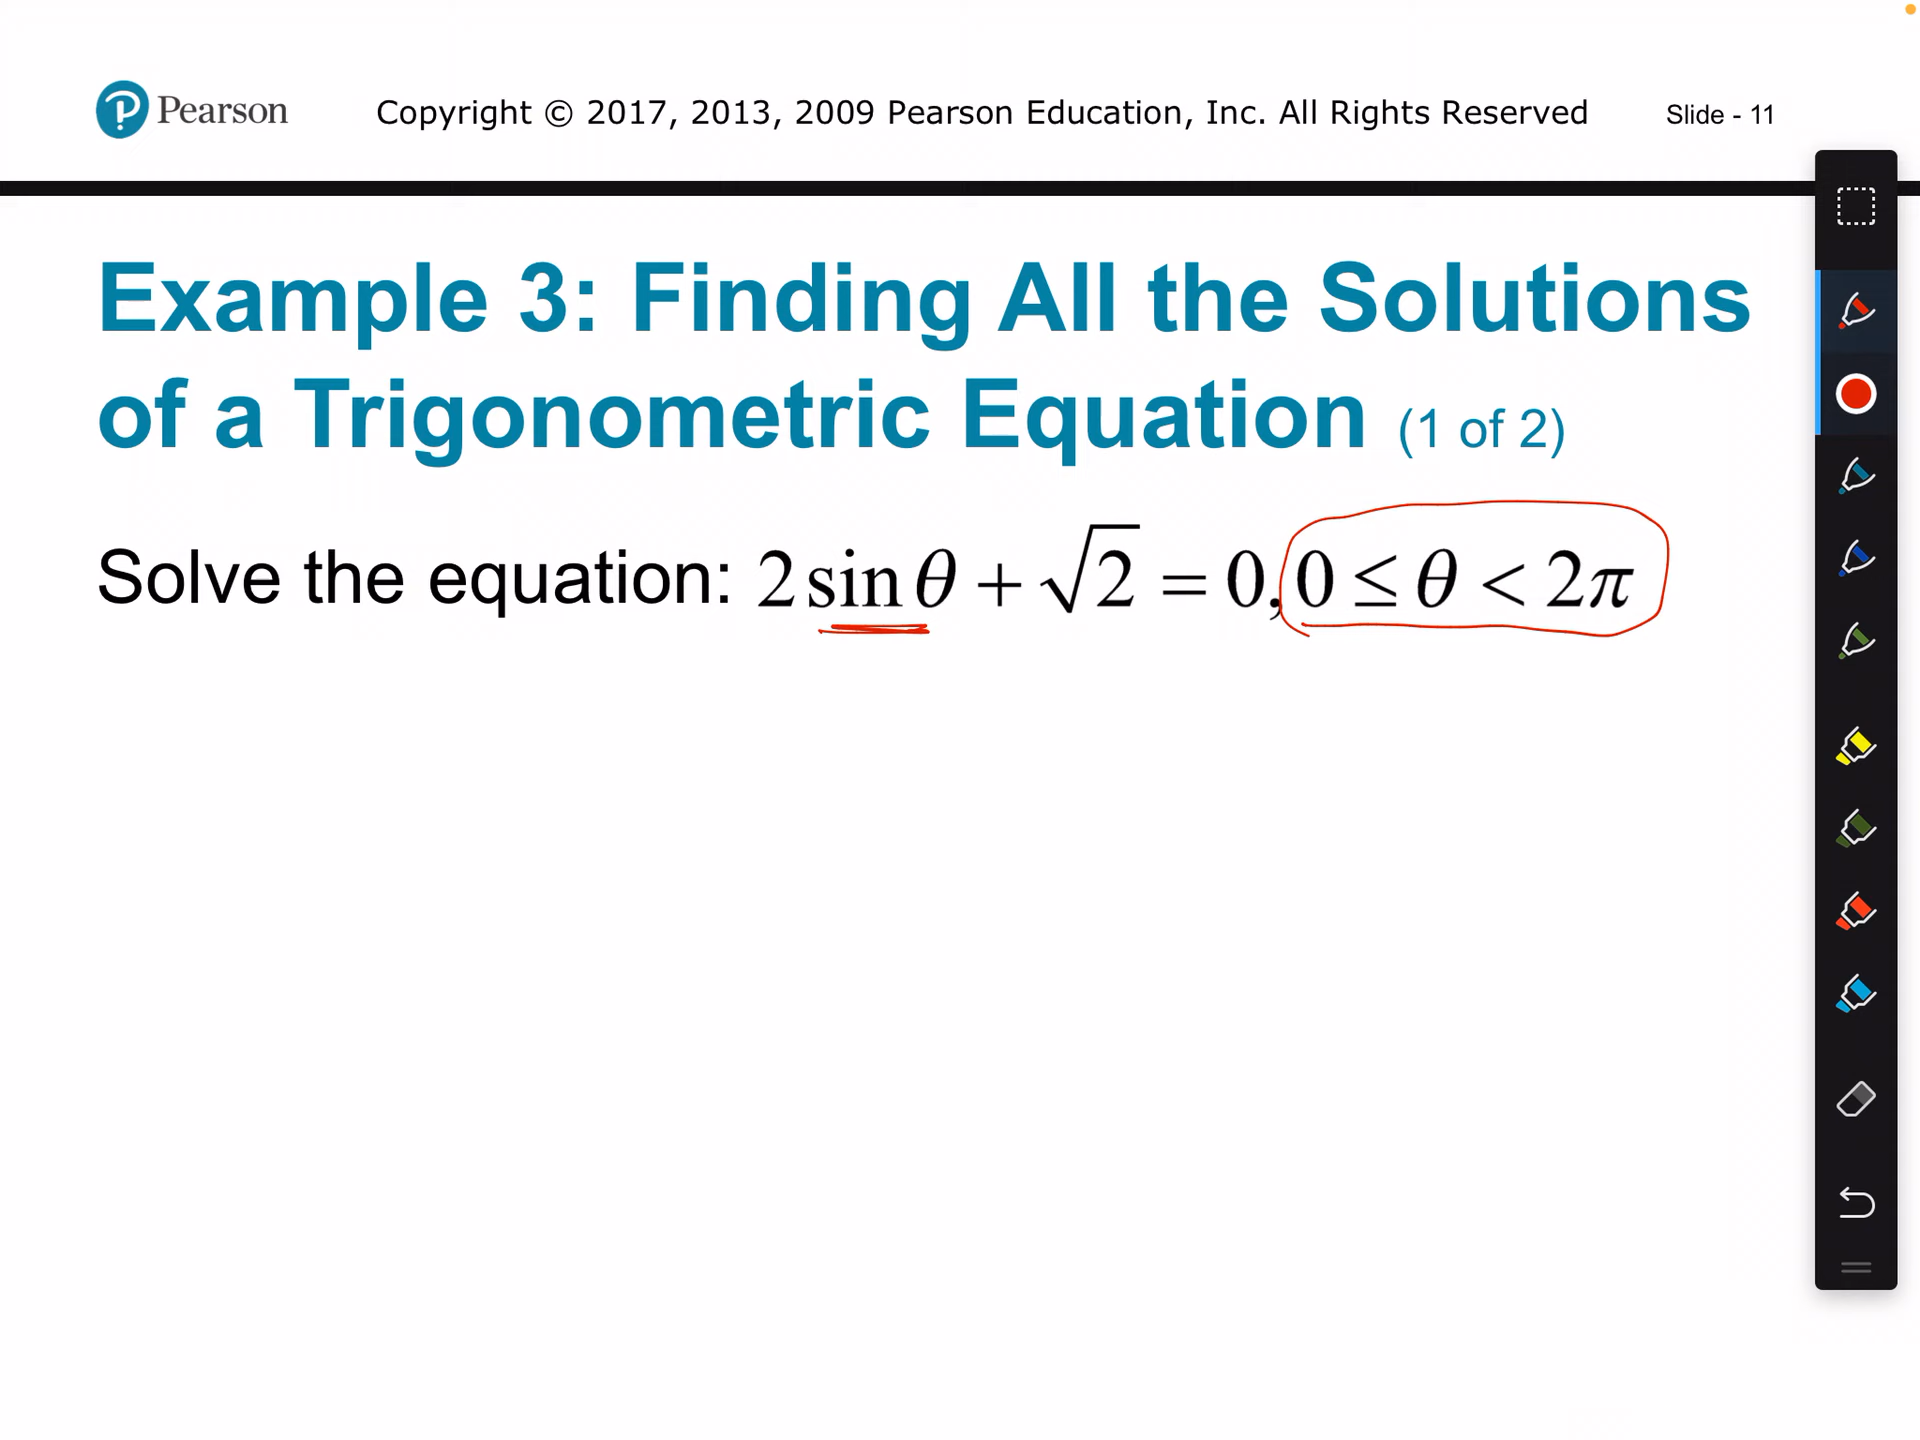 Pearson Copyright © 2017, 2013, 2009 Pearson Education, Inc. All Rights Reserved Slide - 11
Example 3: Finding All the Solutions
of a Trigonometric Equation (1 of 2)
Solve the equation: 2 sin θ + √2 = 0, 0 ≤ θ < 2π